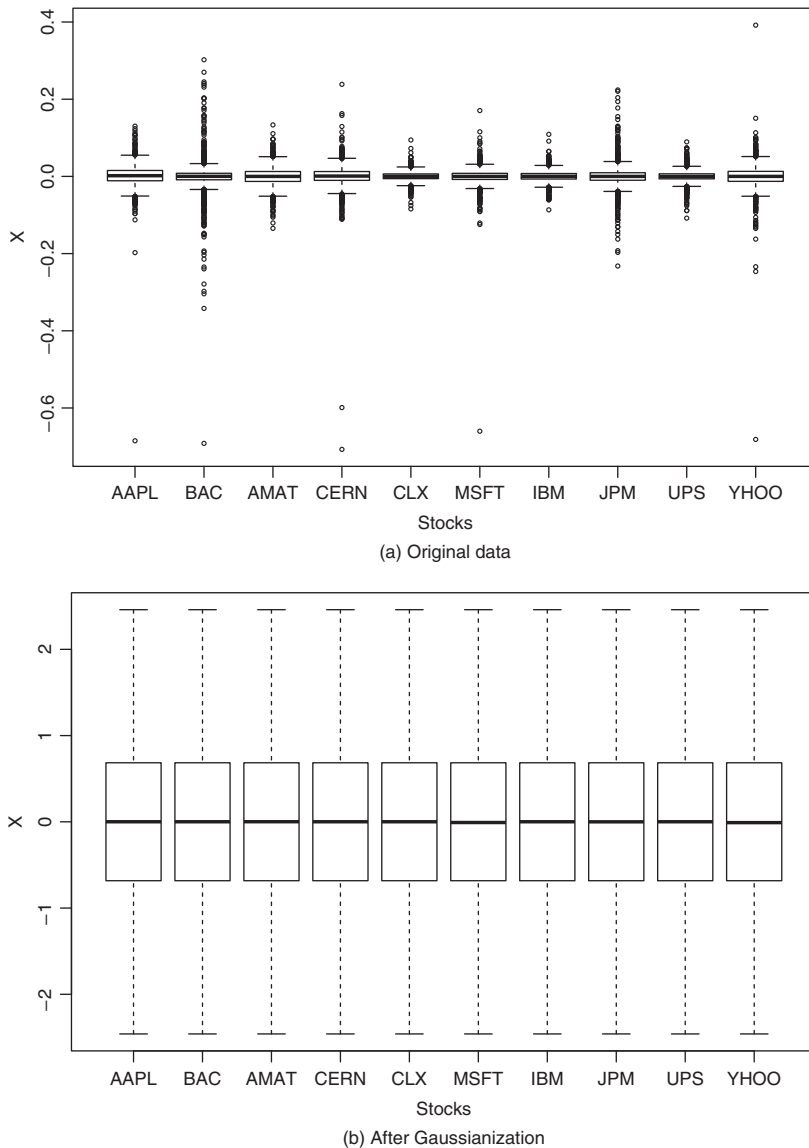 0.4
0.2
0.0
−0.2
−0.4
−0.6
X
AAPL BAC AMAT CERN CLX MSFT IBM JPM UPS YHOO
Stocks
(a) Original data
2
1
0
−1
−2
X
AAPL BAC AMAT CERN CLX MSFT IBM JPM UPS YHOO
Stocks
(b) After Gaussianization